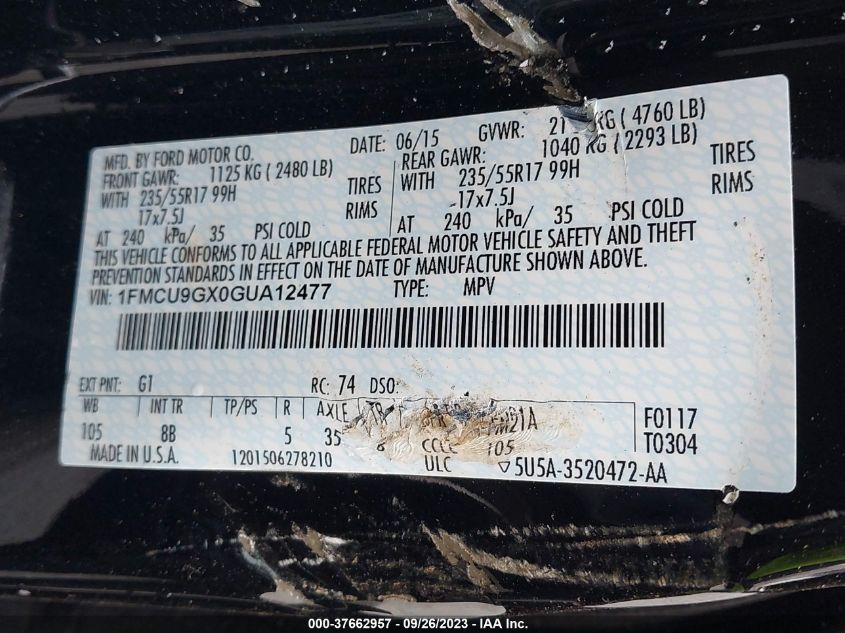 MFD. BY FORD MOTOR CO.
DATE: 06/15 GVWR: KG ( 4760 LB)
FRONT GAWR: 1125 KG ( 2480 LB)
WITH 235/55R17 99H TIRES
17x7.5J RIMS
AT 240 kPa/ 35 PSI COLD
REAR GAWR: 1040 KG ( 2293 LB)
WITH 235/55R17 99H TIRES
17x7.5J RIMS
AT 240 kPa/ 35 PSI COLD
THIS VEHICLE CONFORMS TO ALL APPLICABLE FEDERAL MOTOR VEHICLE SAFETY AND THEFT
PREVENTION STANDARDS IN EFFECT ON THE DATE OF MANUFACTURE SHOWN ABOVE.
VIN: 1FMCU9GX0GUA12477 TYPE: MPV
EXT PNT: G1 RC: 74 DSO:
WB INT TR TP/PS R AXLE
105 8B 5 35
F0117
T0304
MADE IN U.S.A. 1201506278210 ULC ▽5U5A-3520472-AA
000-37662957 - 09/26/2023 - IAA Inc.